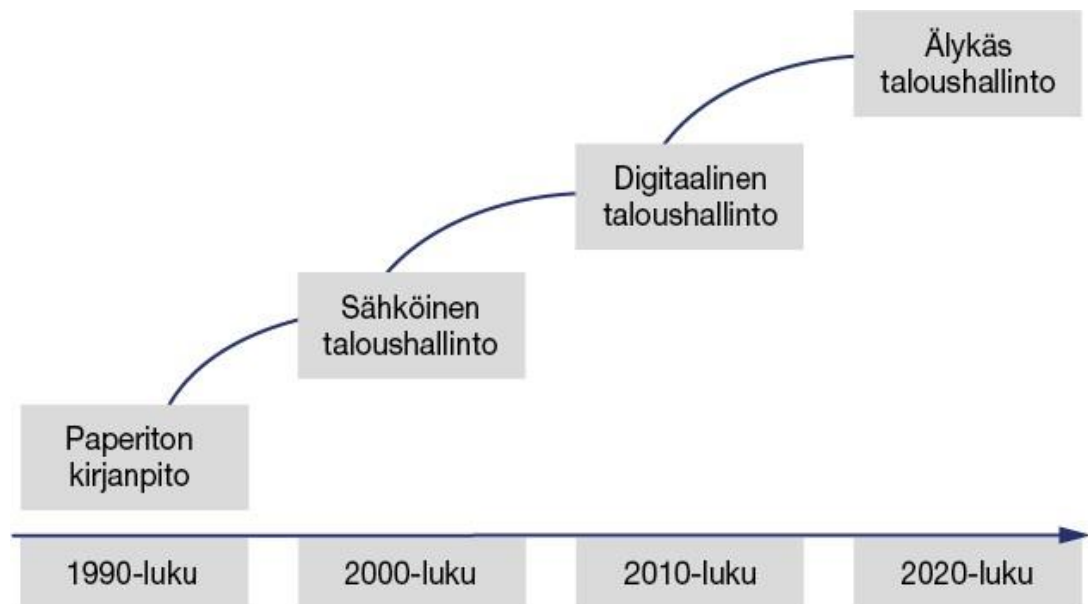 Älykäs
taloushallinto
Digitaalinen
taloushallinto
Sähköinen
taloushallinto
Paperiton
kirjanpito
1990-luku
2000-luku
2010-luku
2020-luku